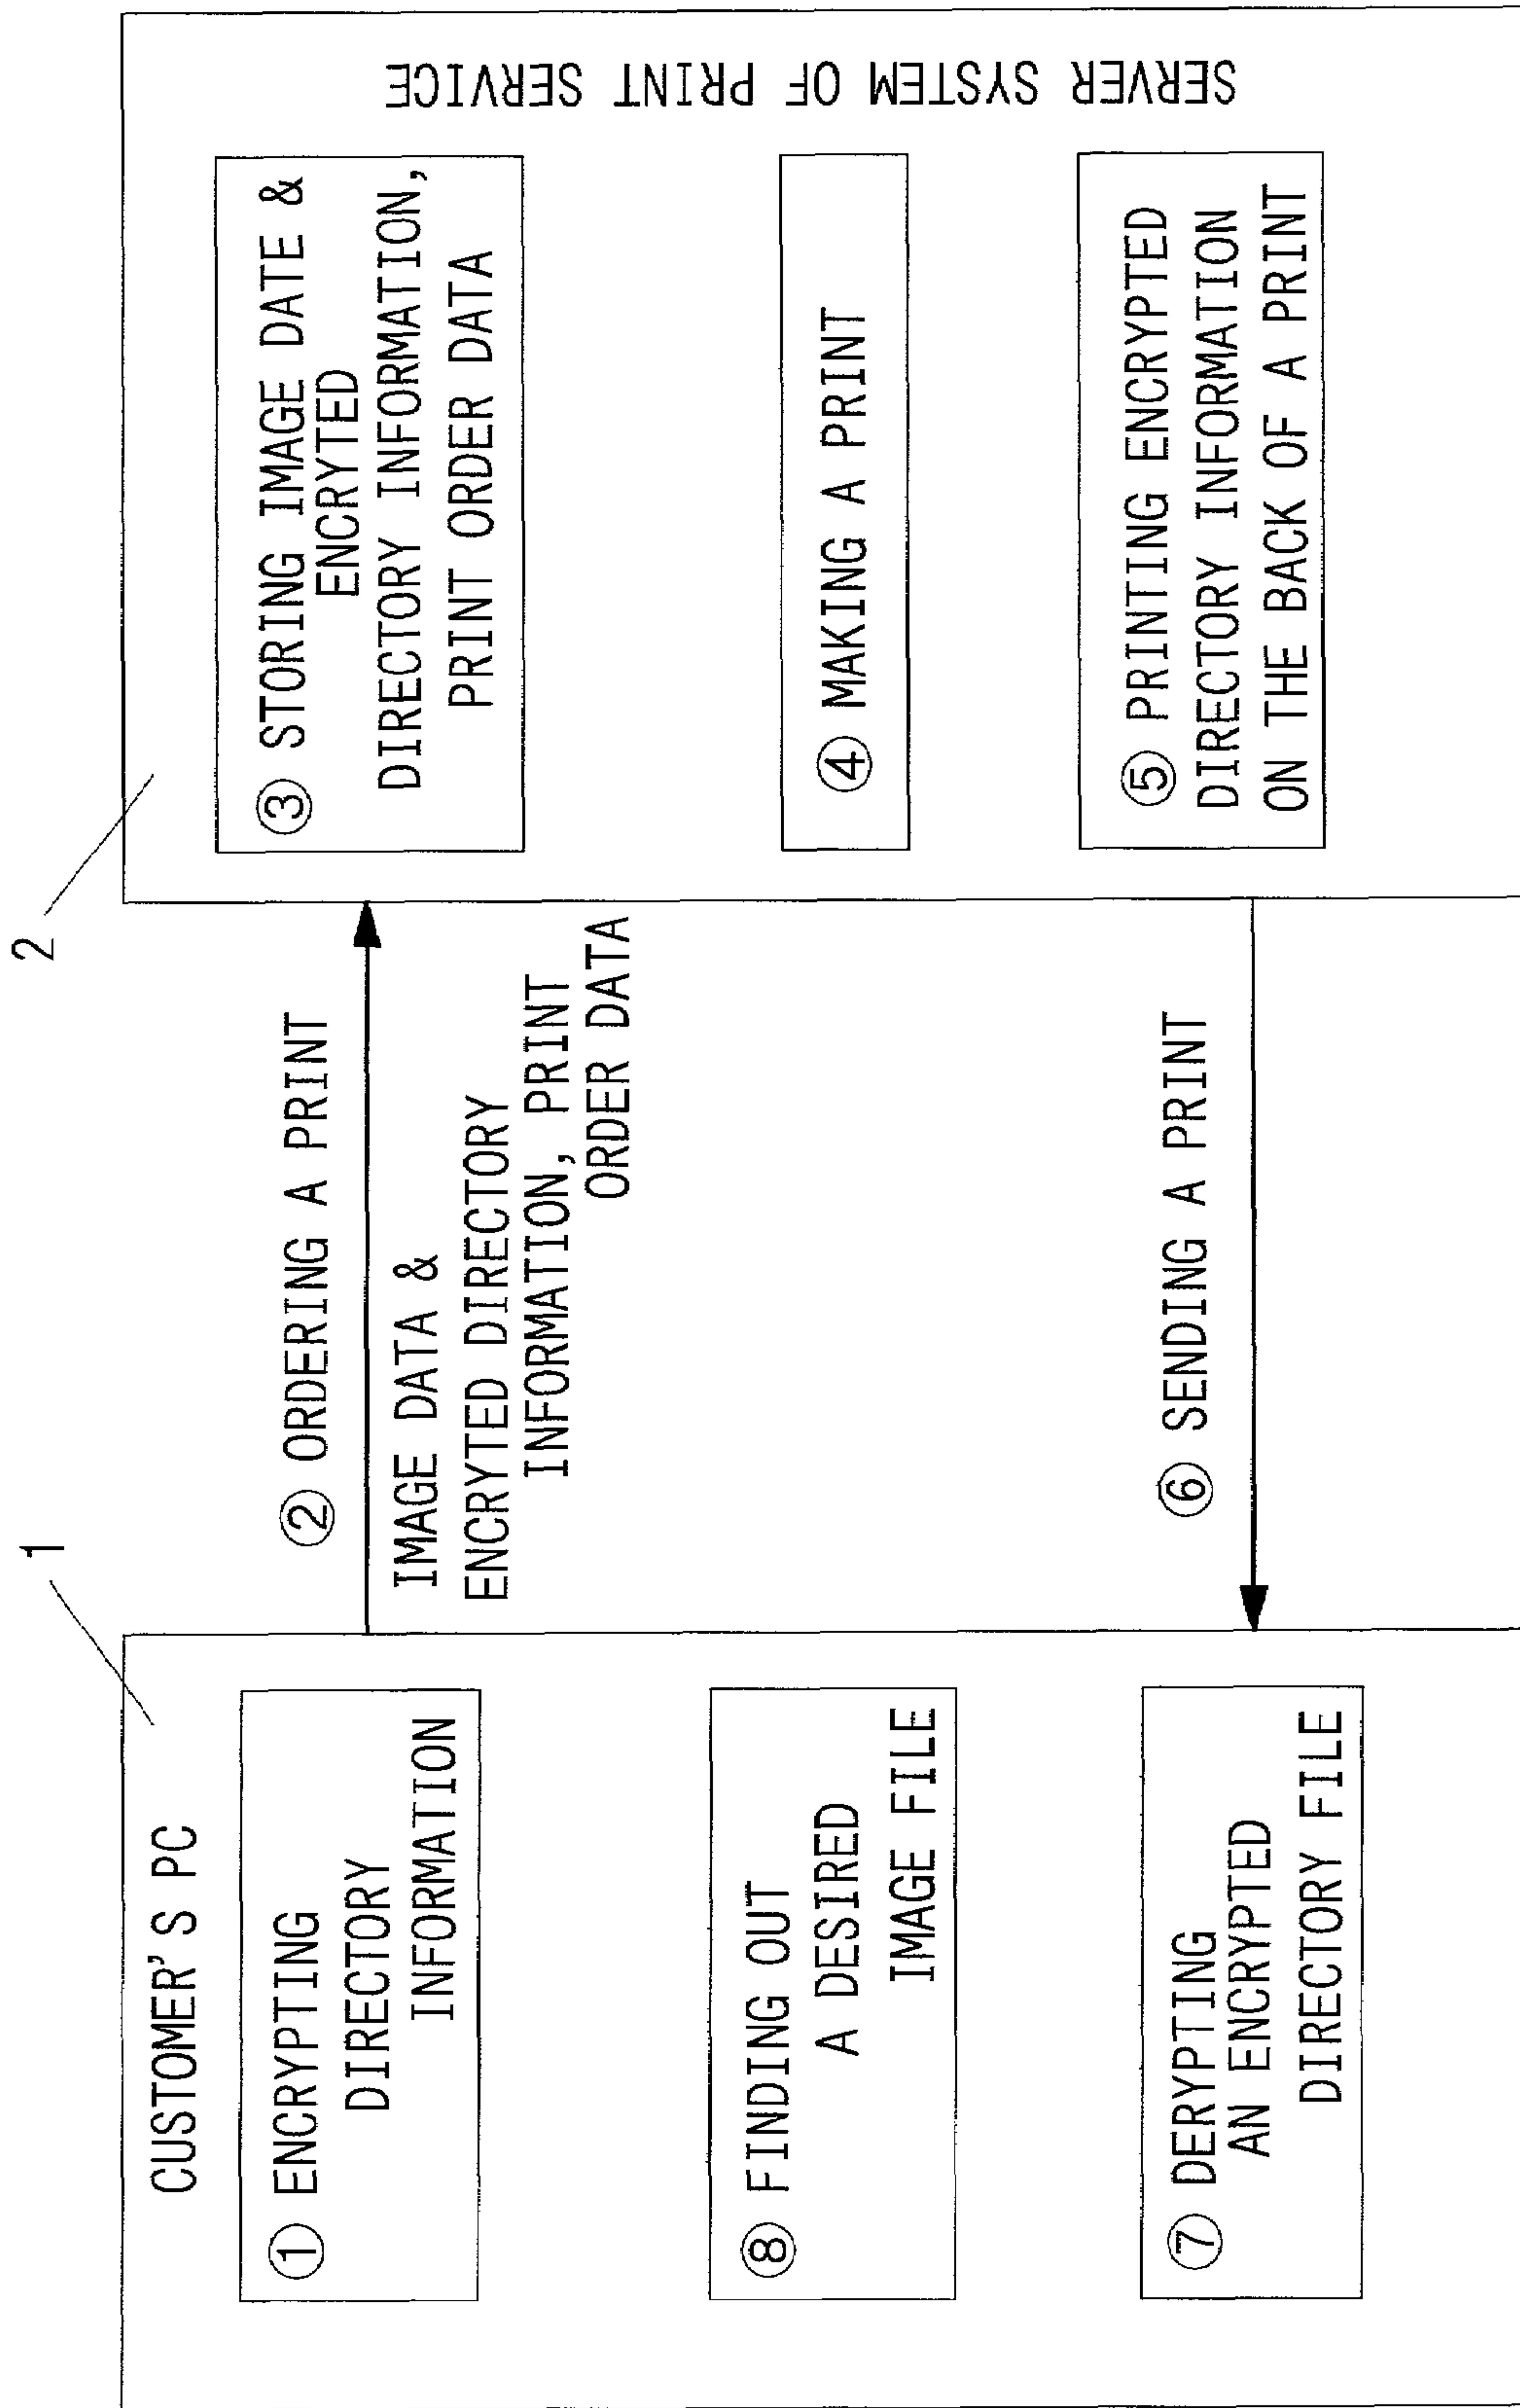 1
CUSTOMER'S PC
① ENCRYPTING
DIRECTORY
INFORMATION
⑧ FINDING OUT
A DESIRED
IMAGE FILE
⑦ DERYPTING
AN ENCRYPTED
DIRECTORY FILE
② ORDERING A PRINT
IMAGE DATA &
ENCRYTED DIRECTORY
INFORMATION, PRINT
ORDER DATA
⑥ SENDING A PRINT
2
③ STORING IMAGE DATE &
ENCRYTED
DIRECTORY INFORMATION,
PRINT ORDER DATA
④ MAKING A PRINT
⑤ PRINTING ENCRYPTED
DIRECTORY INFORMATION
ON THE BACK OF A PRINT
SERVER SYSTEM OF PRINT SERVICE